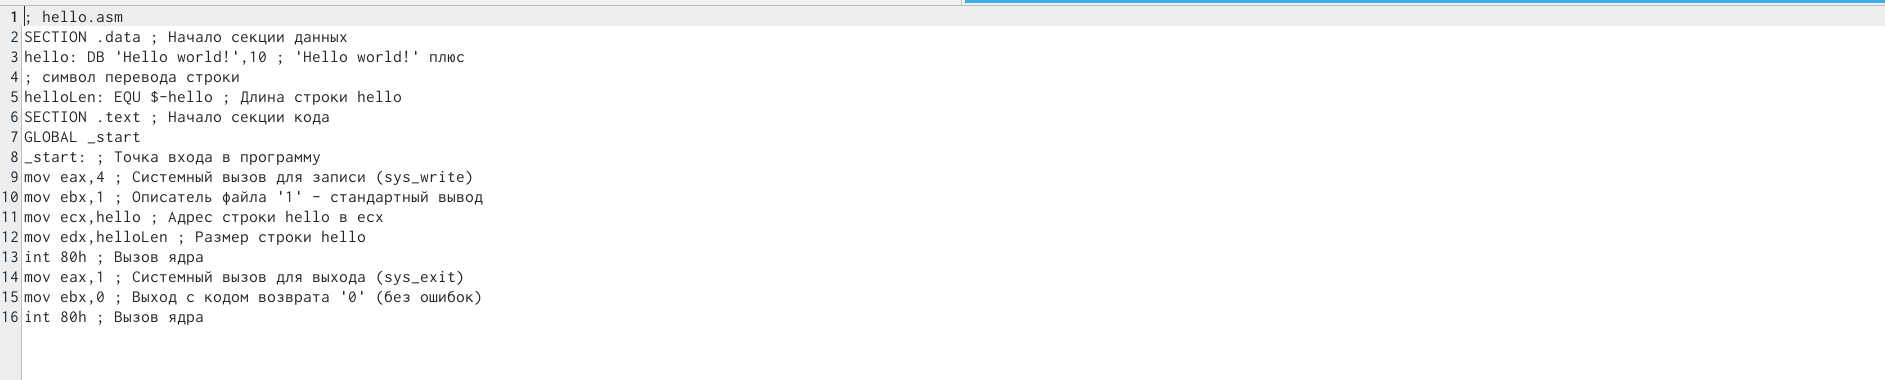 1 ; hello.asm
2 SECTION .data ; Начало секции данных
3 hello: DB 'Hello world!',10 ; 'Hello world!' плюс
4 ; символ перевода строки
5 helloLen: EQU $-hello ; Длина строки hello
6 SECTION .text ; Начало секции кода
7 GLOBAL _start
8 _start: ; Точка входа в программу
9 mov eax,4 ; Системный вызов для записи (sys_write)
10 mov ebx,1 ; Описатель файла '1' - стандартный вывод
11 mov ecx,hello ; Адрес строки hello в ecx
12 mov edx,helloLen ; Размер строки hello
13 int 80h ; Вызов ядра
14 mov eax,1 ; Системный вызов для выхода (sys_exit)
15 mov ebx,0 ; Выход с кодом возврата '0' (без ошибок)
16 int 80h ; Вызов ядра